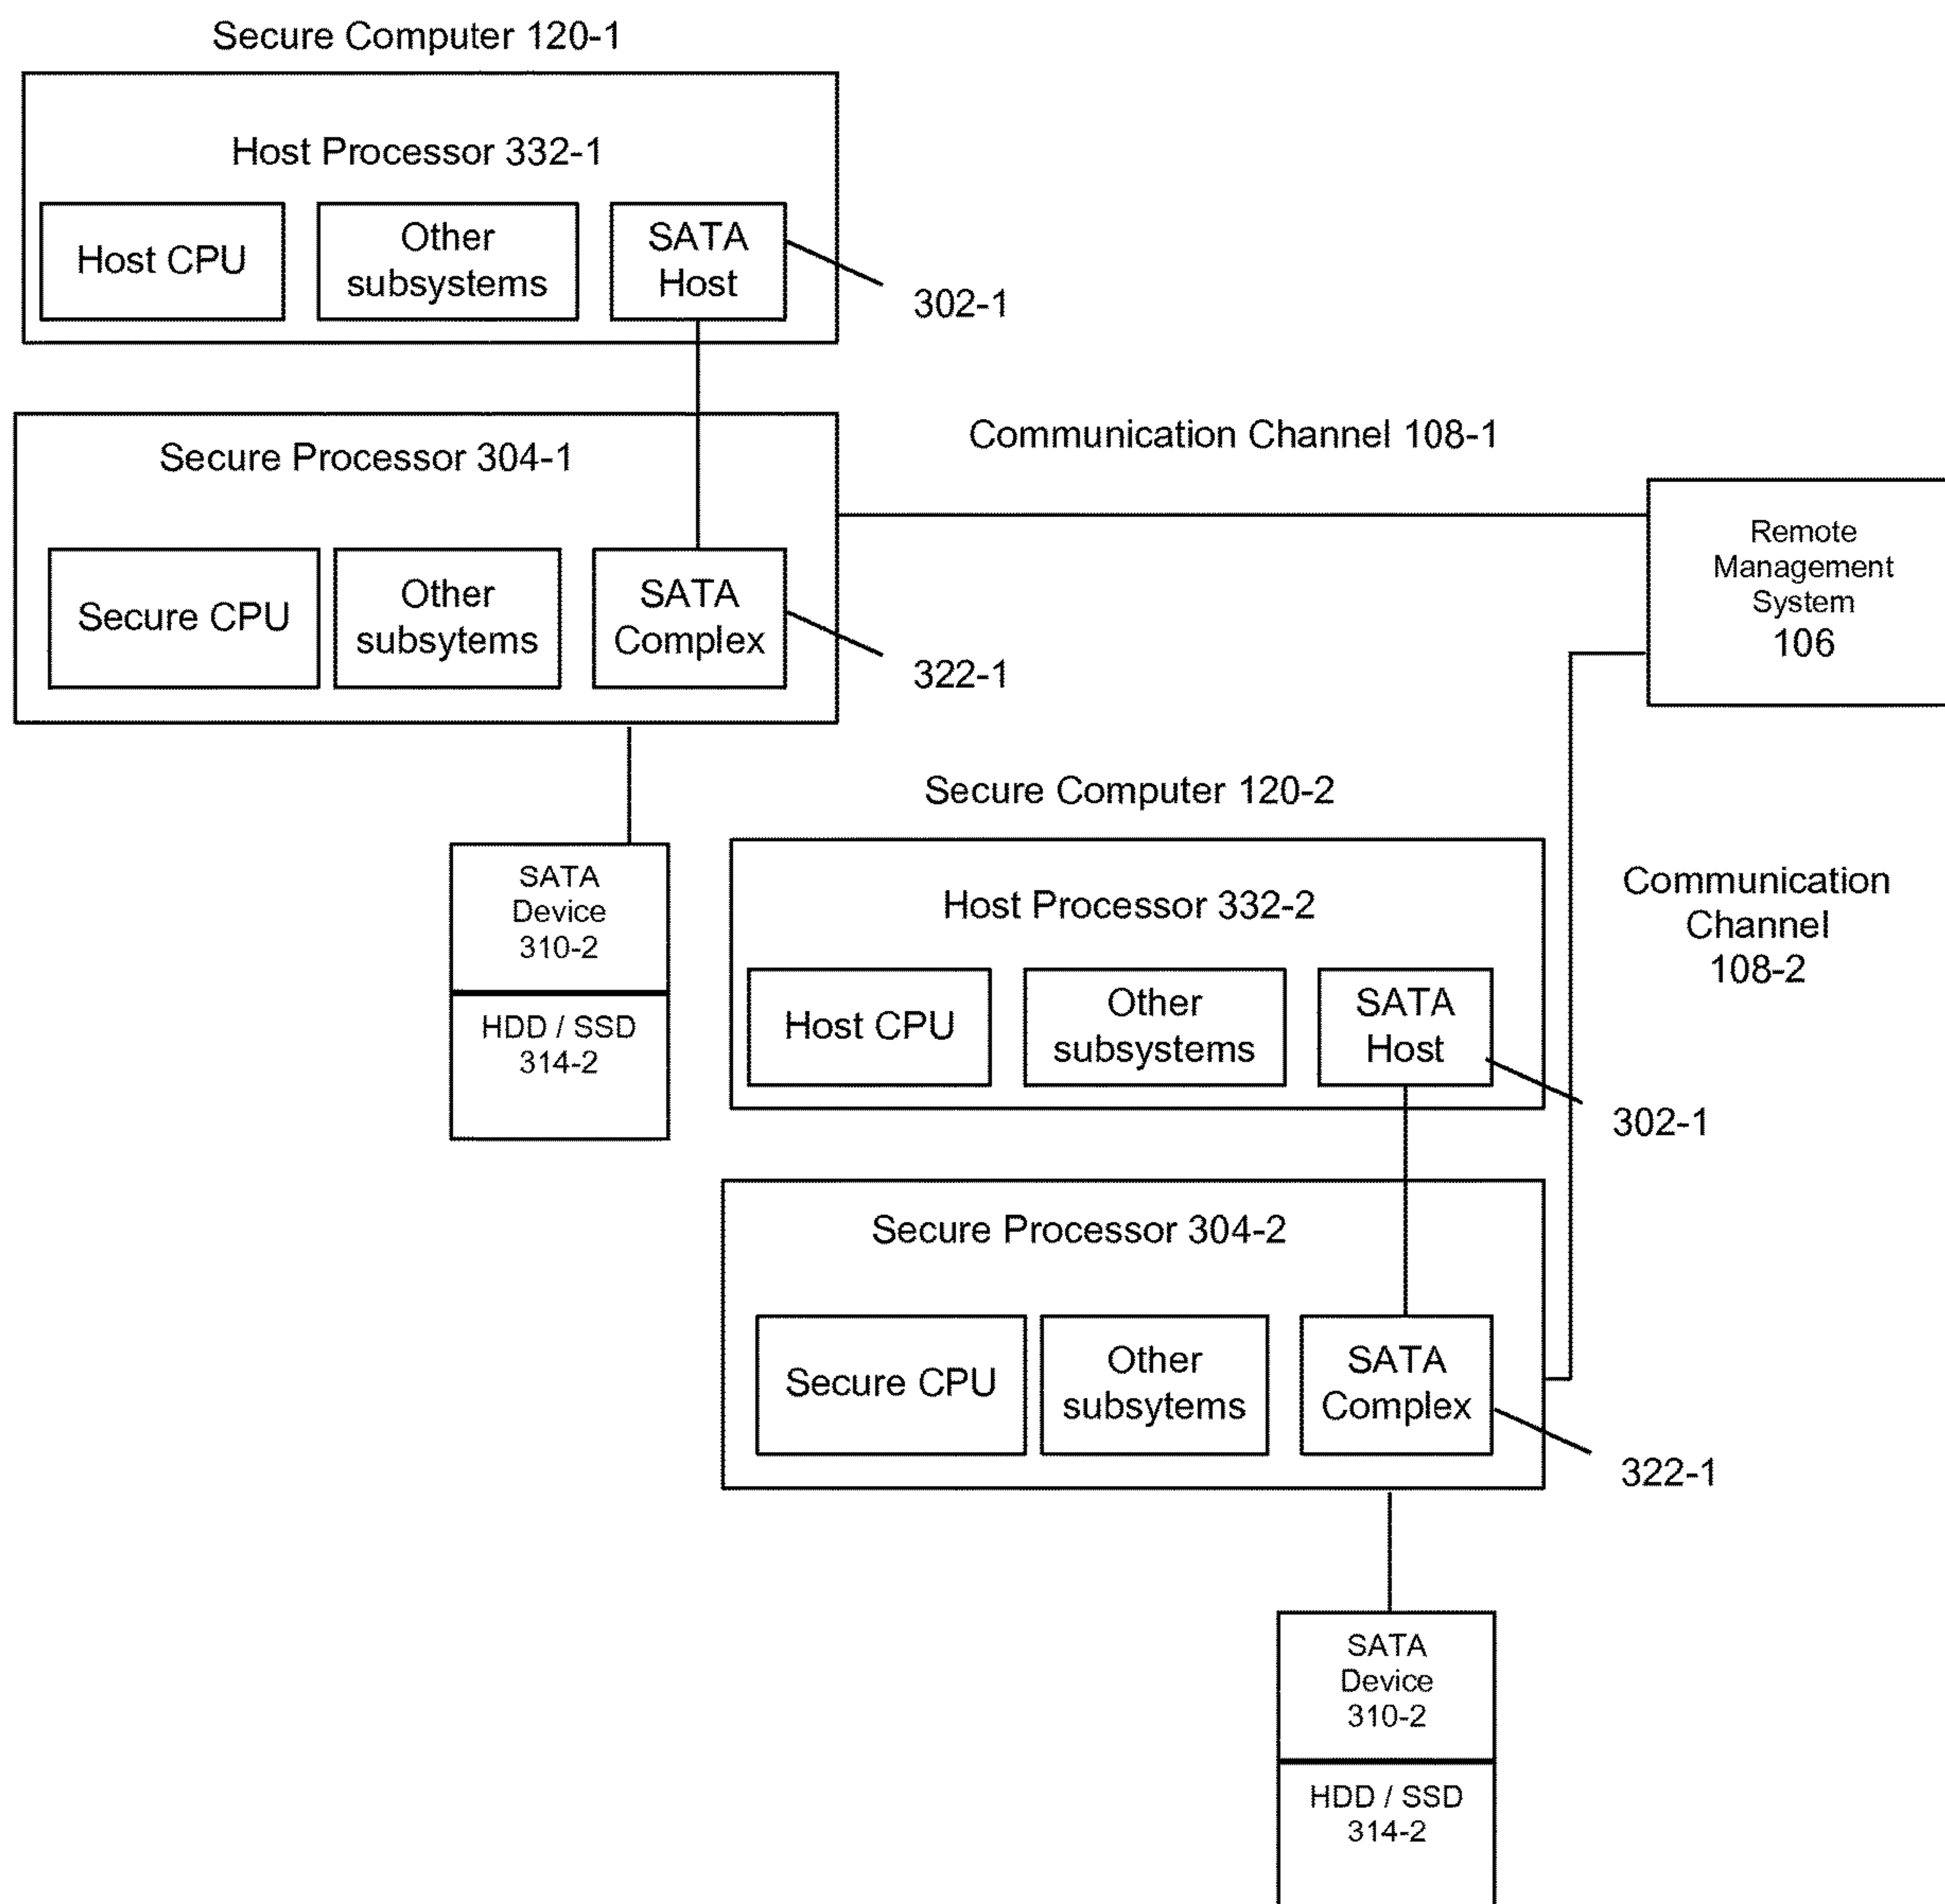 Secure Computer 120-1
Host Processor 332-1
Host CPU
Other
subsystems
SATA
Host
302-1
Secure Processor 304-1
Communication Channel 108-1
Secure CPU
Other
subsytems
SATA
Complex
322-1
Remote
Management
System
106
SATA
Device
310-2
HDD / SSD
314-2
Secure Computer 120-2
Host Processor 332-2
Communication
Channel
108-2
Host CPU
Other
subsystems
SATA
Host
302-1
Secure Processor 304-2
Secure CPU
Other
subsytems
SATA
Complex
322-1
SATA
Device
310-2
HDD / SSD
314-2